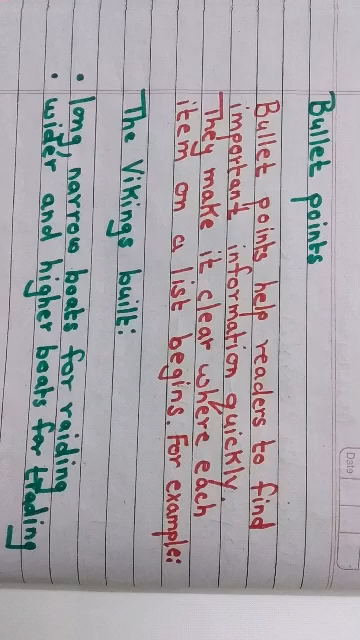 Date
Bullet points
Bullet points help readers to find
important information quickly.
They make it clear where each
item on a list begins. For example:
The Vikings built:
• long, narrow boats for raiding
• wider and higher boats for trading